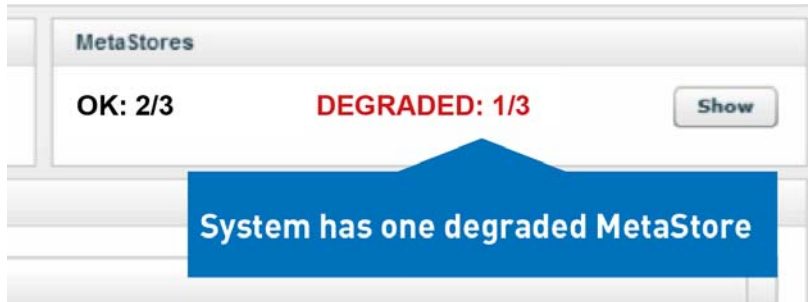 MetaStores
OK: 2/3 DEGRADED: 1/3 Show
System has one degraded MetaStore